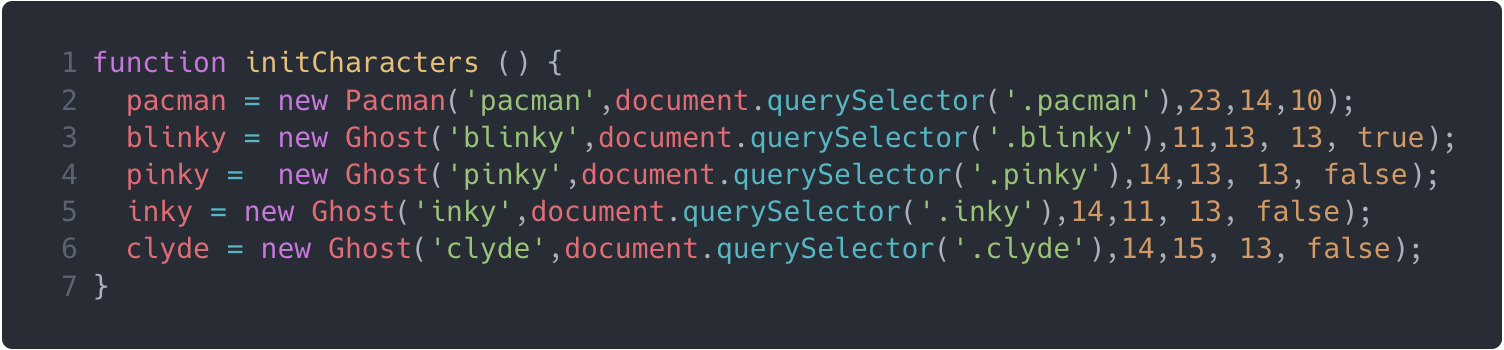 1 function initCharacters () {
2   pacman = new Pacman('pacman',document.querySelector('.pacman'),23,14,10);
3   blinky = new Ghost('blinky',document.querySelector('.blinky'),11,13, 13, true);
4   pinky =  new Ghost('pinky',document.querySelector('.pinky'),14,13, 13, false);
5   inky = new Ghost('inky',document.querySelector('.inky'),14,11, 13, false);
6   clyde = new Ghost('clyde',document.querySelector('.clyde'),14,15, 13, false);
7 }